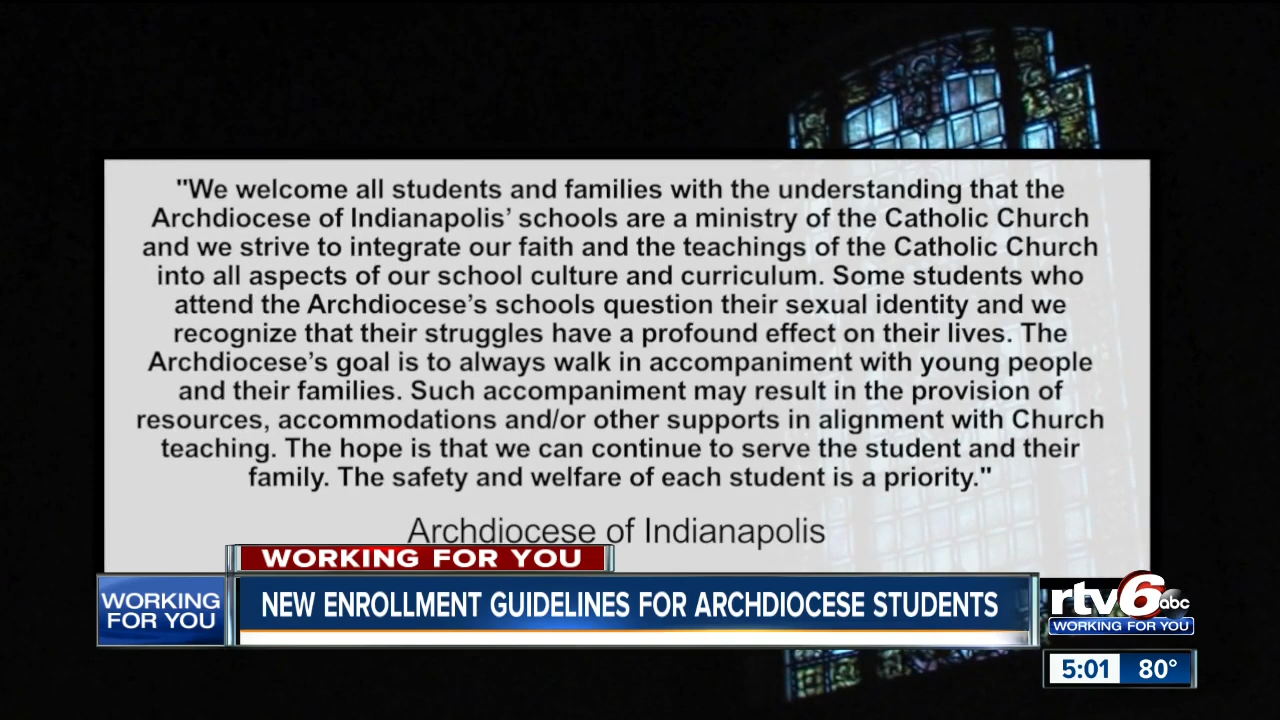 "We welcome all students and families with the understanding that the
Archdiocese of Indianapolis’ schools are a ministry of the Catholic Church
and we strive to integrate our faith and the teachings of the Catholic Church
into all aspects of our school culture and curriculum. Some students who
attend the Archdiocese’s schools question their sexual identity and we
recognize that their struggles have a profound effect on their lives. The
Archdiocese’s goal is to always walk in accompaniment with young people
and their families. Such accompaniment may result in the provision of
resources, accommodations and/or other supports in alignment with Church
teaching. The hope is that we can continue to serve the student and their
family. The safety and welfare of each student is a priority."
Archdiocese of Indianapolis
WORKING FOR YOU
WORKING
FOR YOU
NEW ENROLLMENT GUIDELINES FOR ARCHDIOCESE STUDENTS
rtv6 abc
WORKING FOR YOU
5:01 80°